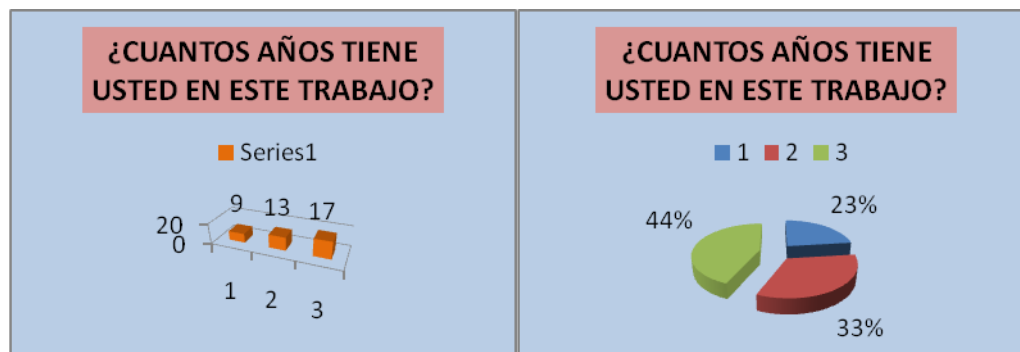 ¿CUANTOS AÑOS TIENE
USTED EN ESTE TRABAJO?
Series1
9 13 17
20
0
1 2 3
¿CUANTOS AÑOS TIENE
USTED EN ESTE TRABAJO?
1 2 3
23%
44%
33%